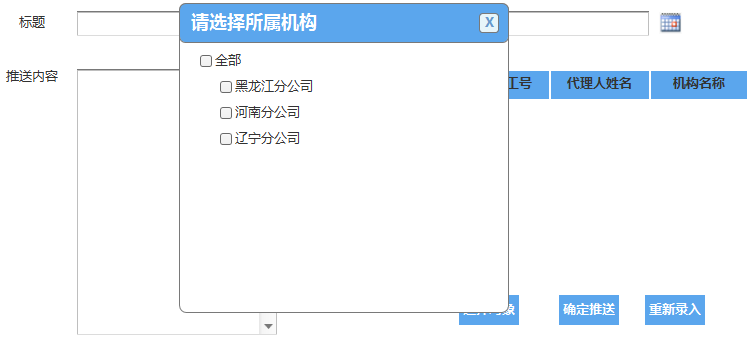 标题
请选择所属机构
X
全部
推送内容
黑龙江分公司
河南分公司
辽宁分公司
工号
代理人姓名
机构名称
确定推送
重新录入